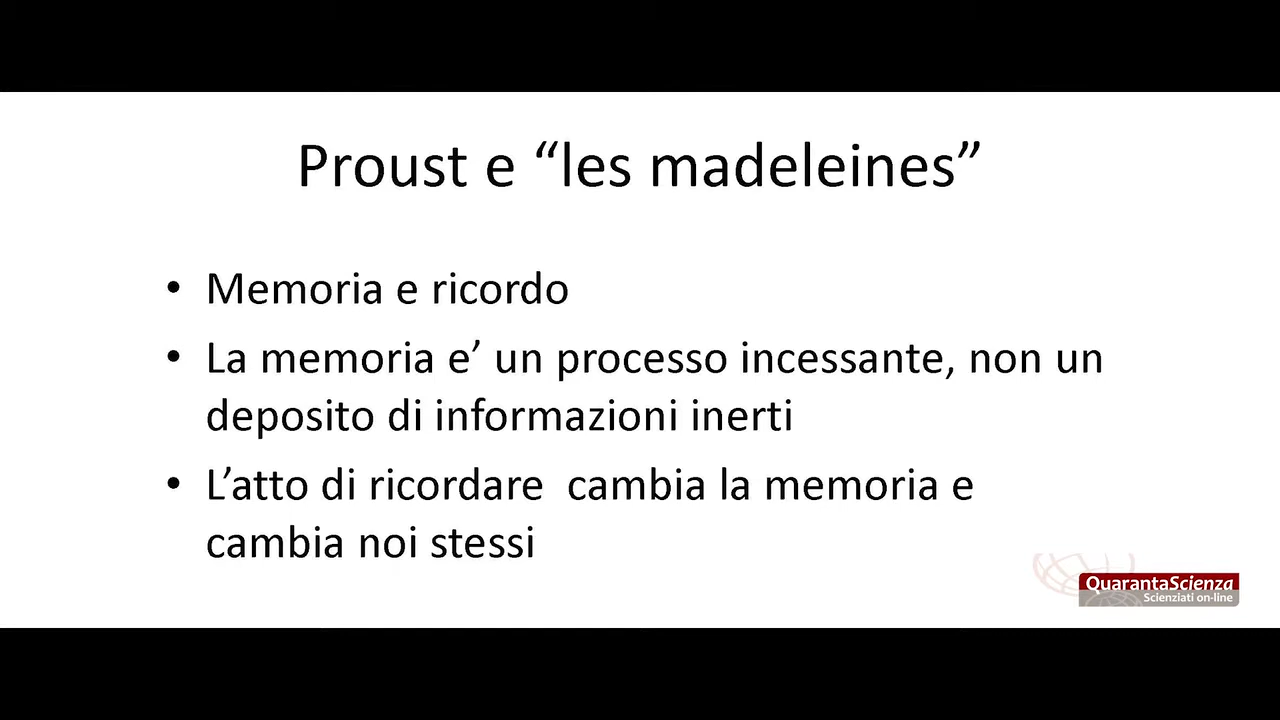 Proust e “les madeleines”
• Memoria e ricordo
• La memoria e’ un processo incessante, non un
deposito di informazioni inerti
• L’atto di ricordare  cambia la memoria e
cambia noi stessi
QuarantaScienza
Scienziati on-line